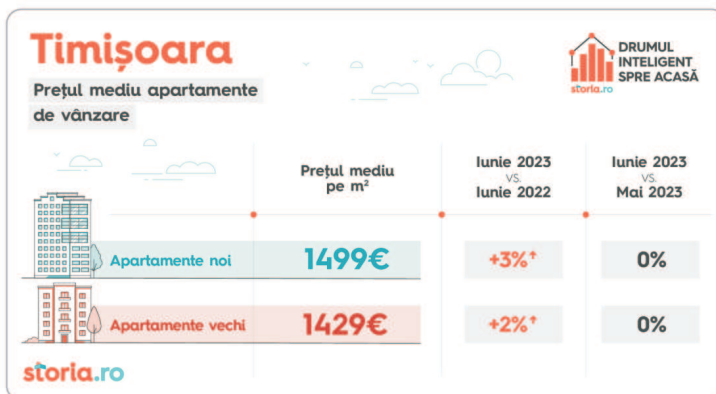 Timișoara
Prețul mediu apartamente
de vânzare
DRUMUL
INTELIGENT
SPRE ACASĂ
storia.ro
Prețul mediu
pe m²
Iunie 2023
VS.
Iunie 2022
Iunie 2023
VS.
Mai 2023
Apartamente noi 1499€ +3%↑ 0%
Apartamente vechi 1429€ +2%↑ 0%
storia.ro